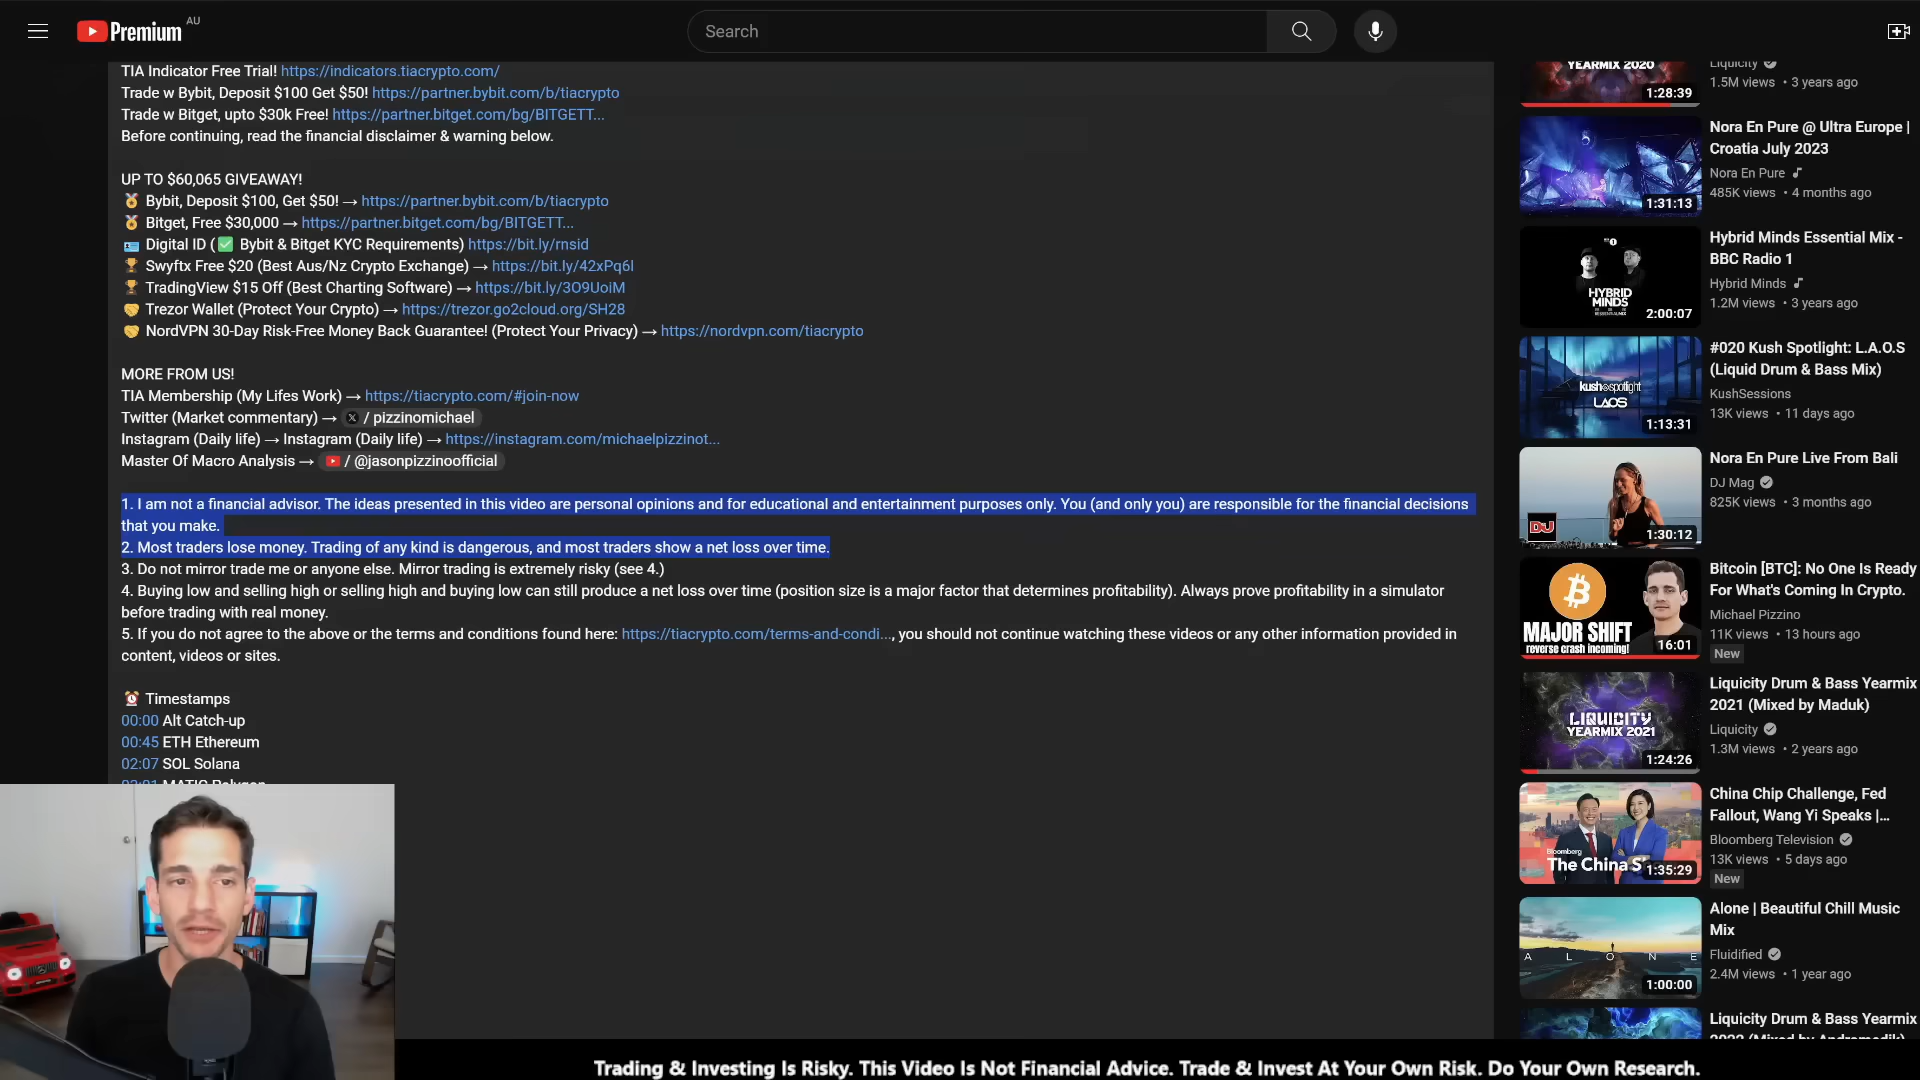 Premium AU
Search
TIA Indicator Free Trial! https://indicators.tiacrypto.com/
Trade w Bybit, Deposit $100 Get $50! https://partner.bybit.com/b/tiacrypto
Trade w Bitget, upto $30k Free! https://partner.bitget.com/bg/BITGETT...
Before continuing, read the financial disclaimer & warning below.
UP TO $60,065 GIVEAWAY!
🏅 Bybit, Deposit $100, Get $50! → https://partner.bybit.com/b/tiacrypto
🏅 Bitget, Free $30,000 → https://partner.bitget.com/bg/BITGETT...
🪪 Digital ID ( ✅ Bybit & Bitget KYC Requirements) https://bit.ly/rnsid
🏆 Swyftx Free $20 (Best Aus/Nz Crypto Exchange) → https://bit.ly/42xPq6l
🏆 TradingView $15 Off (Best Charting Software) → https://bit.ly/3O9UoiM
🤝 Trezor Wallet (Protect Your Crypto) → https://trezor.go2cloud.org/SH28
🤝 NordVPN 30-Day Risk-Free Money Back Guarantee! (Protect Your Privacy) → https://nordvpn.com/tiacrypto
MORE FROM US!
TIA Membership (My Lifes Work) → https://tiacrypto.com/#join-now
Twitter (Market commentary) → X / pizzinomichael
Instagram (Daily life) → Instagram (Daily life) → https://instagram.com/michaelpizzinot...
Master Of Macro Analysis → / @jasonpizzinoofficial
1. I am not a financial advisor. The ideas presented in this video are personal opinions and for educational and entertainment purposes only. You (and only you) are responsible for the financial decisions
that you make.
2. Most traders lose money. Trading of any kind is dangerous, and most traders show a net loss over time.
3. Do not mirror trade me or anyone else. Mirror trading is extremely risky (see 4.)
4. Buying low and selling high or selling high and buying low can still produce a net loss over time (position size is a major factor that determines profitability). Always prove profitability in a simulator
before trading with real money.
5. If you do not agree to the above or the terms and conditions found here: https://tiacrypto.com/terms-and-condi..., you should not continue watching these videos or any other information provided in
content, videos or sites.
⏰ Timestamps
00:00 Alt Catch-up
00:45 ETH Ethereum
02:07 SOL Solana
MATIC Polygon
YEARMIX 2020
1:28:39
Liquicity
1.5M views • 3 years ago
1:31:13
Nora En Pure @ Ultra Europe |
Croatia July 2023
Nora En Pure
485K views • 4 months ago
HYBRID
MINDS
2:00:07
Hybrid Minds Essential Mix -
BBC Radio 1
Hybrid Minds
1.2M views • 3 years ago
kush spotlight
LAOS
1:13:31
#020 Kush Spotlight: L.A.O.S
(Liquid Drum & Bass Mix)
KushSessions
13K views • 11 days ago
DJ
1:30:12
Nora En Pure Live From Bali
DJ Mag
825K views • 3 months ago
MAJOR SHIFT
reverse crash incoming!
16:01
Bitcoin [BTC]: No One Is Ready
For What's Coming In Crypto.
Michael Pizzino
11K views • 13 hours ago
New
LIQUICITY
YEARMIX 2021
1:24:26
Liquicity Drum & Bass Yearmix
2021 (Mixed by Maduk)
Liquicity
1.3M views • 2 years ago
Bloomberg
The China S
1:35:29
China Chip Challenge, Fed
Fallout, Wang Yi Speaks |...
Bloomberg Television
13K views • 5 days ago
New
A L O N E
1:00:00
Alone | Beautiful Chill Music
Mix
Fluidified
2.4M views • 1 year ago
Liquicity Drum & Bass Yearmix
Trading & Investing Is Risky. This Video Is Not Financial Advice. Trade & Invest At Your Own Risk. Do Your Own Research.